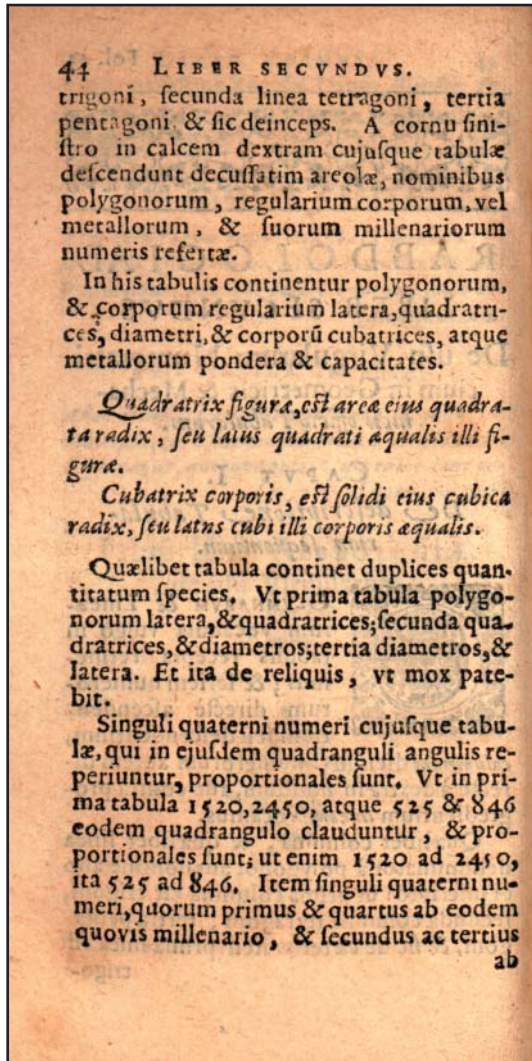 44 LIBER SECVNDVS.
trigoni, ſecunda linea tetragoni, tertia
pentagoni, & ſic deinceps. A cornu ſini-
ſtro in calcem dextram cujuſque tabulæ
deſcendunt decuſſatim areolæ, nominibus
polygonorum, regularium corporum, vel
metallorum, & ſuorum millenariorum
numeris refertæ.
In his tabulis continentur polygonorum,
& corporum regularium latera, quadratri-
ces, diametri, & corporũ cubatrices, atque
metallorum pondera & capacitates.
Quadratrix figuræ, eſt areæ eius quadra-
ta radix, ſeu latus quadrati æqualis illi fi-
guræ.
Cubatrix corporis, eſt ſolidi eius cubica
radix, ſeu latns cubi illi corporis æqualis.
Quælibet tabula continet duplices quan-
titatum ſpecies. Vt prima tabula polygo-
norum latera, & quadratrices; ſecunda qua-
dratrices, & diametros; tertia diametros, &
latera. Et ita de reliquis, vt mox pate-
bit.
Singuli quaterni numeri cujuſque tabu-
læ, qui in ejuſdem quadranguli angulis re-
periuntur, proportionales ſunt. Vt in pri-
ma tabula 1520, 2450, atque 525 & 846
eodem quadrangulo clauduntur, & pro-
portionales ſunt; ut enim 1520 ad 2450,
ita 525 ad 846. Item ſinguli quaterni nu-
meri, quorum primus & quartus ab eodem
quovis millenario, & ſecundus ac tertius
ab